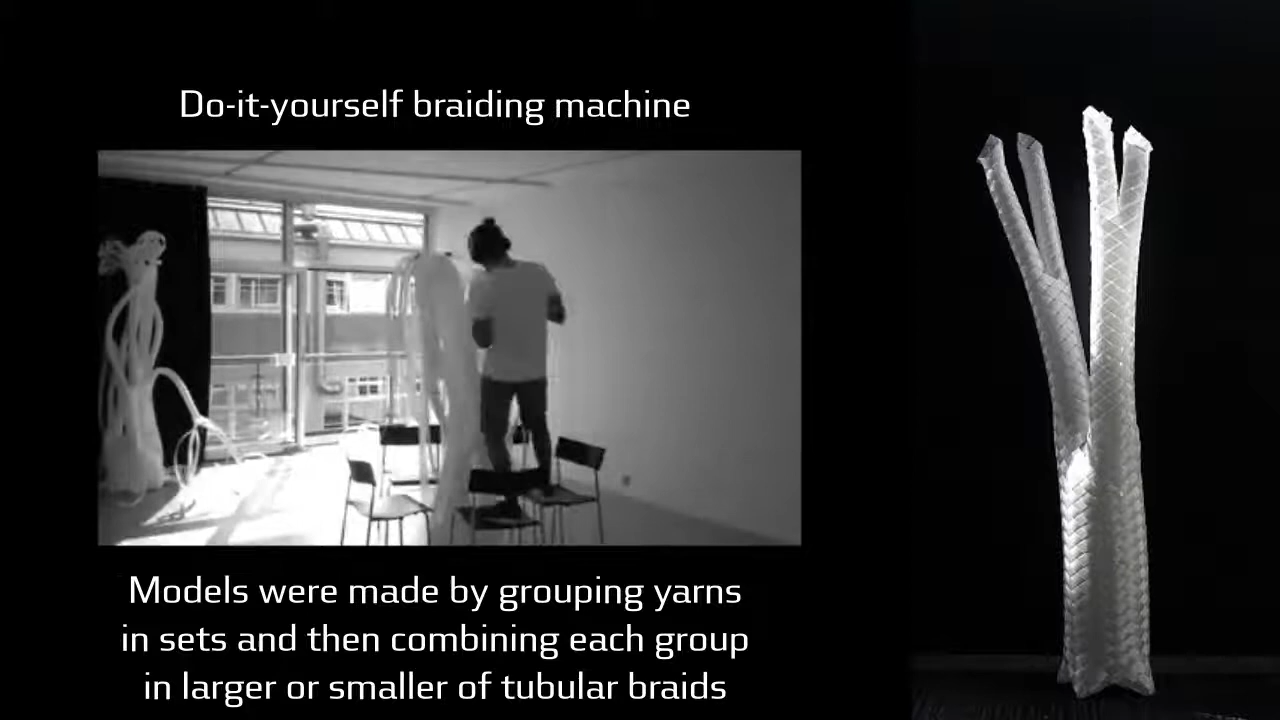 Do-it-yourself braiding machine
Models were made by grouping yarns
in sets and then combining each group
in larger or smaller of tubular braids